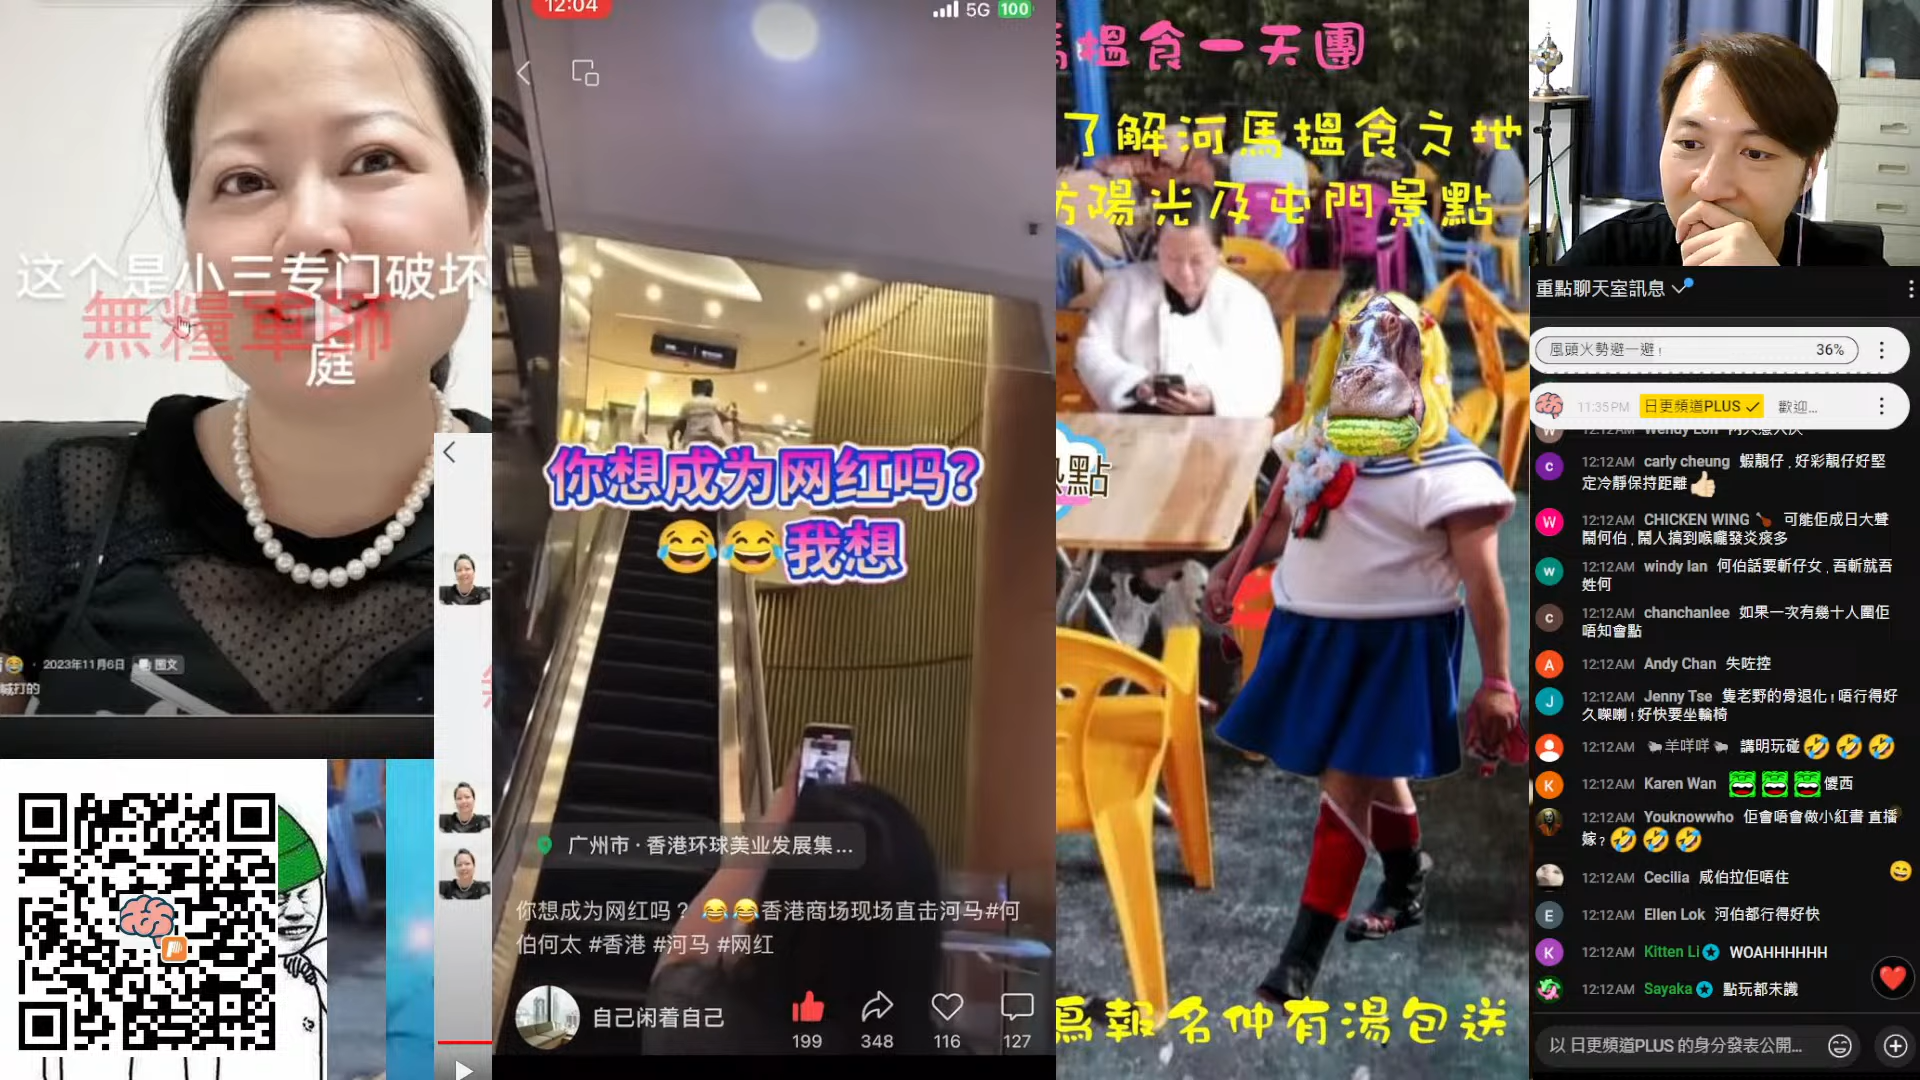 这个是小三专门破坏
無糧軍師
庭
2023年11月6日
图文
喊打的
12:04
5G
100
你想成为网红吗?
😂😂我想
广州市 · 香港环球美业发展集...
你想成为网红吗？😂😂香港商场现场直击河马#何
伯何太 #香港 #河马 #网红
自己闲着自己
199
348
116
127
馬搵食一天團
了解河馬搵食之地
訪陽光及屯門景點
熱點
馬報名仲有湯包送
重點聊天室訊息
風頭火勢避一避！
36%
11:35PM 日更頻道PLUS 歡迎...
12:12AM carly cheung 蝦靚仔，好彩靚仔好堅
定冷靜保持距離👍🏻
12:12AM CHICKEN WING 🍗 可能佢成日大聲
鬧何伯，鬧人搞到喉嚨發炎痰多
12:12AM windy lan 何伯話要斬仔女，吾斬就吾
姓何
12:12AM chanchanlee 如果一次有幾十人圍佢
唔知會點
12:12AM Andy Chan 失咗控
12:12AM Jenny Tse 隻老野的骨退化！唔行得好
久㗎喇！好快要坐輪椅
12:12AM 🐏羊咩咩🐏 講明玩碰🤣🤣🤣
12:12AM Karen Wan 儍西
12:12AM Youknowwho 佢會唔會做小紅書 直播
嫁？🤣🤣🤣
12:12AM Cecilia 咸伯拉佢唔住
12:12AM Ellen Lok 河伯都行得好快
12:12AM Kitten Li WOAHHHHHH
12:12AM Sayaka 點玩都未識
以 日更頻道PLUS 的身分發表公開...